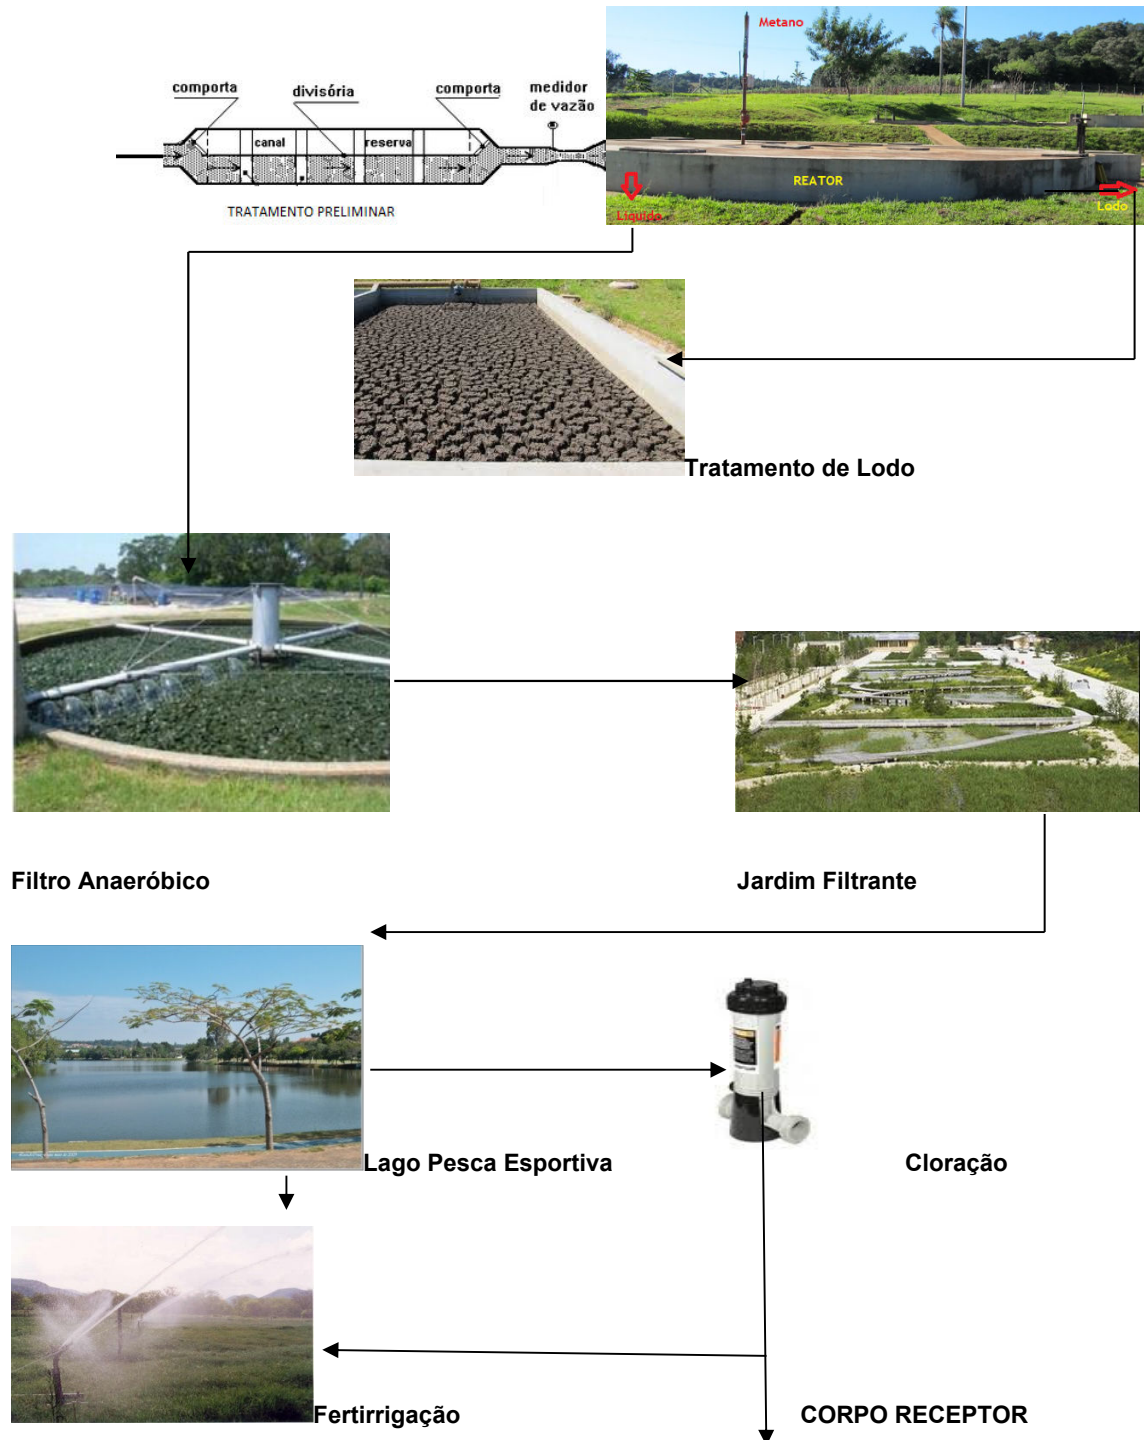 Metano
comporta
divisória
comporta
medidor
de vazão
canal
reserva
REATOR
TRATAMENTO PRELIMINAR
Líquida
Lodo
Tratamento de Lodo
Filtro Anaeróbico
Jardim Filtrante
Lago Pesca Esportiva
Cloração
Fertirrigação
CORPO RECEPTOR